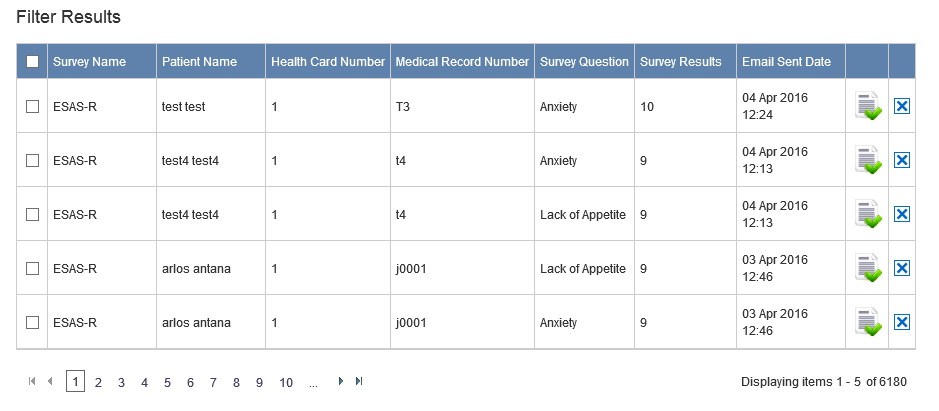 Filter Results
Survey Name Patient Name Health Card Number Medical Record Number Survey Question Survey Results Email Sent Date
ESAS-R test test 1 T3 Anxiety 10 04 Apr 2016 12:24
ESAS-R test4 test4 1 t4 Anxiety 9 04 Apr 2016 12:13
ESAS-R test4 test4 1 t4 Lack of Appetite 9 04 Apr 2016 12:13
ESAS-R arlos antana 1 j0001 Lack of Appetite 9 03 Apr 2016 12:46
ESAS-R arlos antana 1 j0001 Anxiety 9 03 Apr 2016 12:46
1 2 3 4 5 6 7 8 9 10 ... Displaying items 1 - 5 of 6180